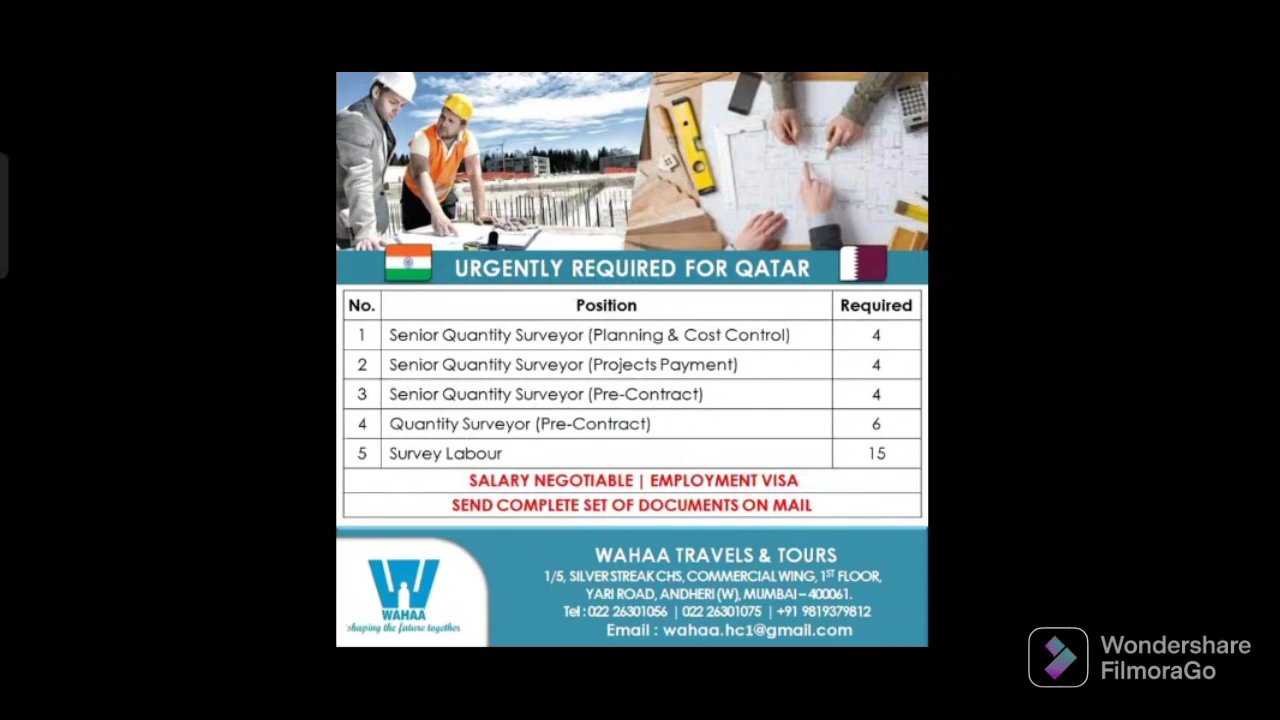 URGENTLY REQUIRED FOR QATAR
No. Position Required
1 Senior Quantity Surveyor (Planning & Cost Control) 4
2 Senior Quantity Surveyor (Projects Payment) 4
3 Senior Quantity Surveyor (Pre-Contract) 4
4 Quantity Surveyor (Pre-Contract) 6
5 Survey Labour 15
SALARY NEGOTIABLE | EMPLOYMENT VISA
SEND COMPLETE SET OF DOCUMENTS ON MAIL
WAHAA
shaping the future together
WAHAA TRAVELS & TOURS
1/5, SILVER STREAK CHS, COMMERCIAL WING, 1ST FLOOR,
YARI ROAD, ANDHERI (W), MUMBAI – 400061.
Tel : 022 26301056 | 022 26301075 | +91 9819379812
Email : wahaa.hc1@gmail.com
Wondershare
FilmoraGo